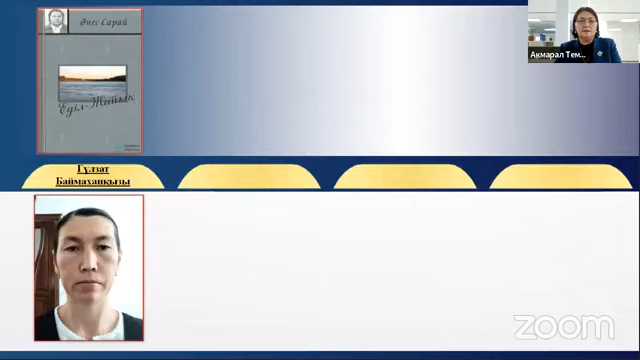 Әнес Сарай
Еділ-Жайық
Ақмарал Тем...
Гүлзат
Баймаханқызы
zoom